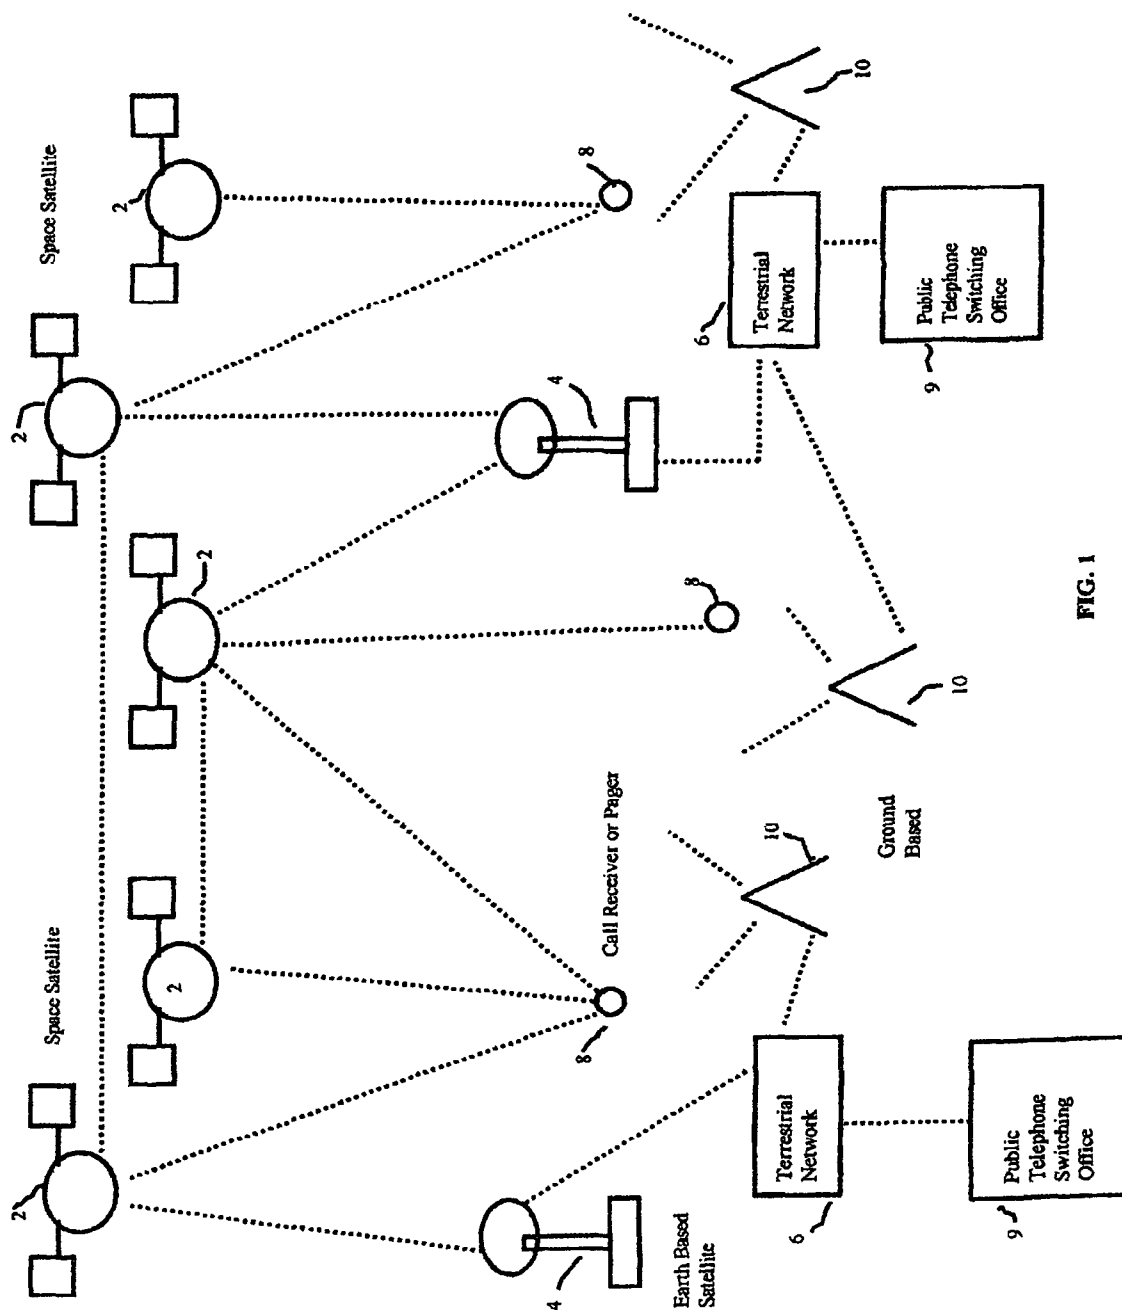 Space Satellite
Space Satellite
2
2
2
2
2
4
4
8
8
8
Call Receiver or Pager
Earth Based
Satellite
10
10
10
Ground
Based
6
Terrestrial
Network
6
Terrestrial
Network
9
Public
Telephone
Switching
Office
9
Public
Telephone
Switching
Office
FIG. 1